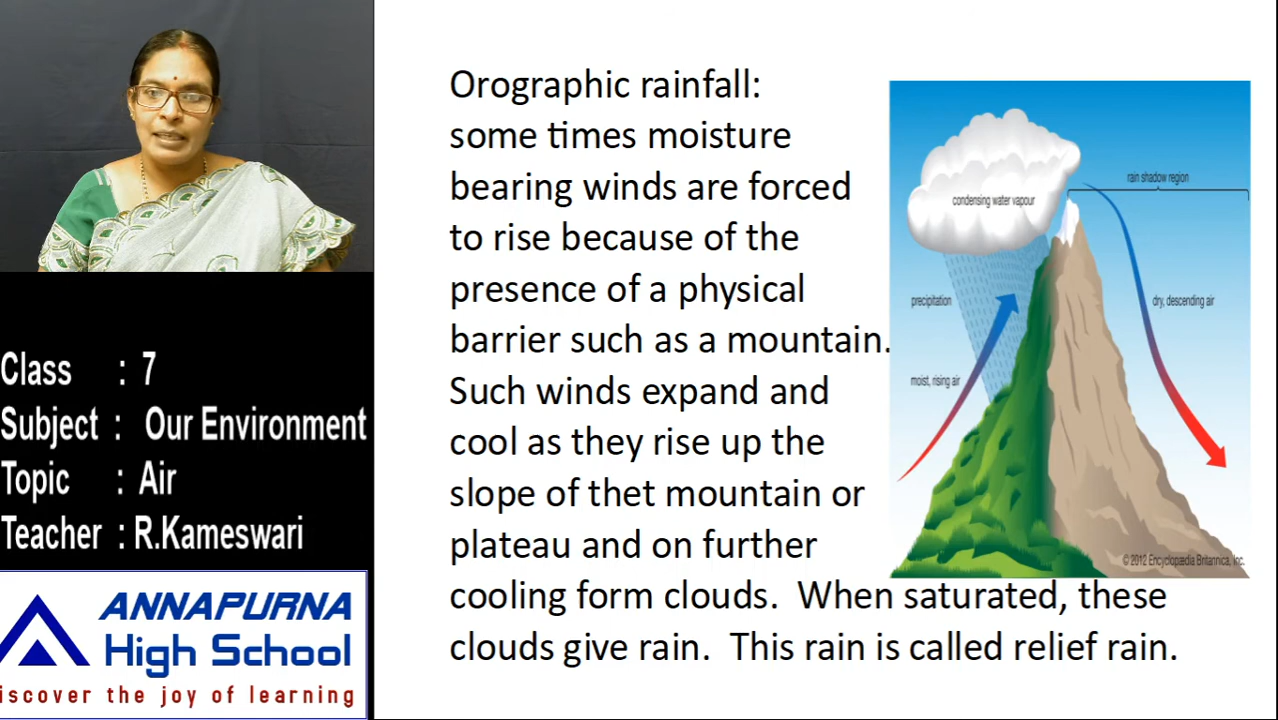 Orographic rainfall:
some times moisture
bearing winds are forced
to rise because of the
presence of a physical
barrier such as a mountain.
Such winds expand and
cool as they rise up the
slope of thet mountain or
plateau and on further
cooling form clouds.  When saturated, these
clouds give rain.  This rain is called relief rain.
condensing water vapour
rain shadow region
precipitation
dry, descending air
moist, rising air
© 2012 Encyclopædia Britannica, Inc.
Class : 7
Subject : Our Environment
Topic : Air
Teacher : R.Kameswari
ANNAPURNA
High School
iscover the joy of learning